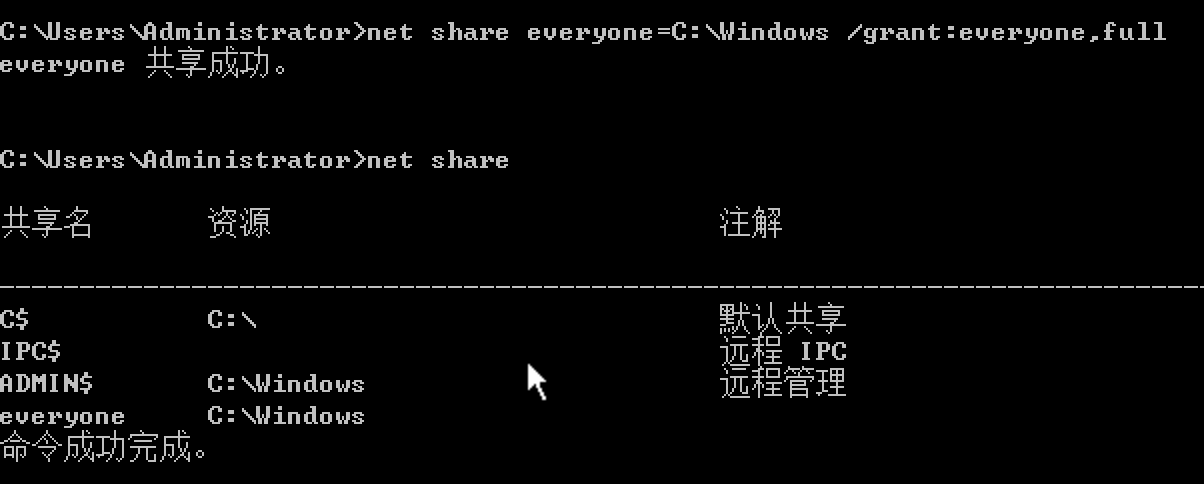 C:\Users\Administrator>net share everyone=C:\Windows /grant:everyone,full
everyone 共享成功。
C:\Users\Administrator>net share
共享名 资源 注解
-------------------------------------------------------------------------------
C$ C:\ 默认共享
IPC$ 远程 IPC
ADMIN$ C:\Windows 远程管理
everyone C:\Windows
命令成功完成。